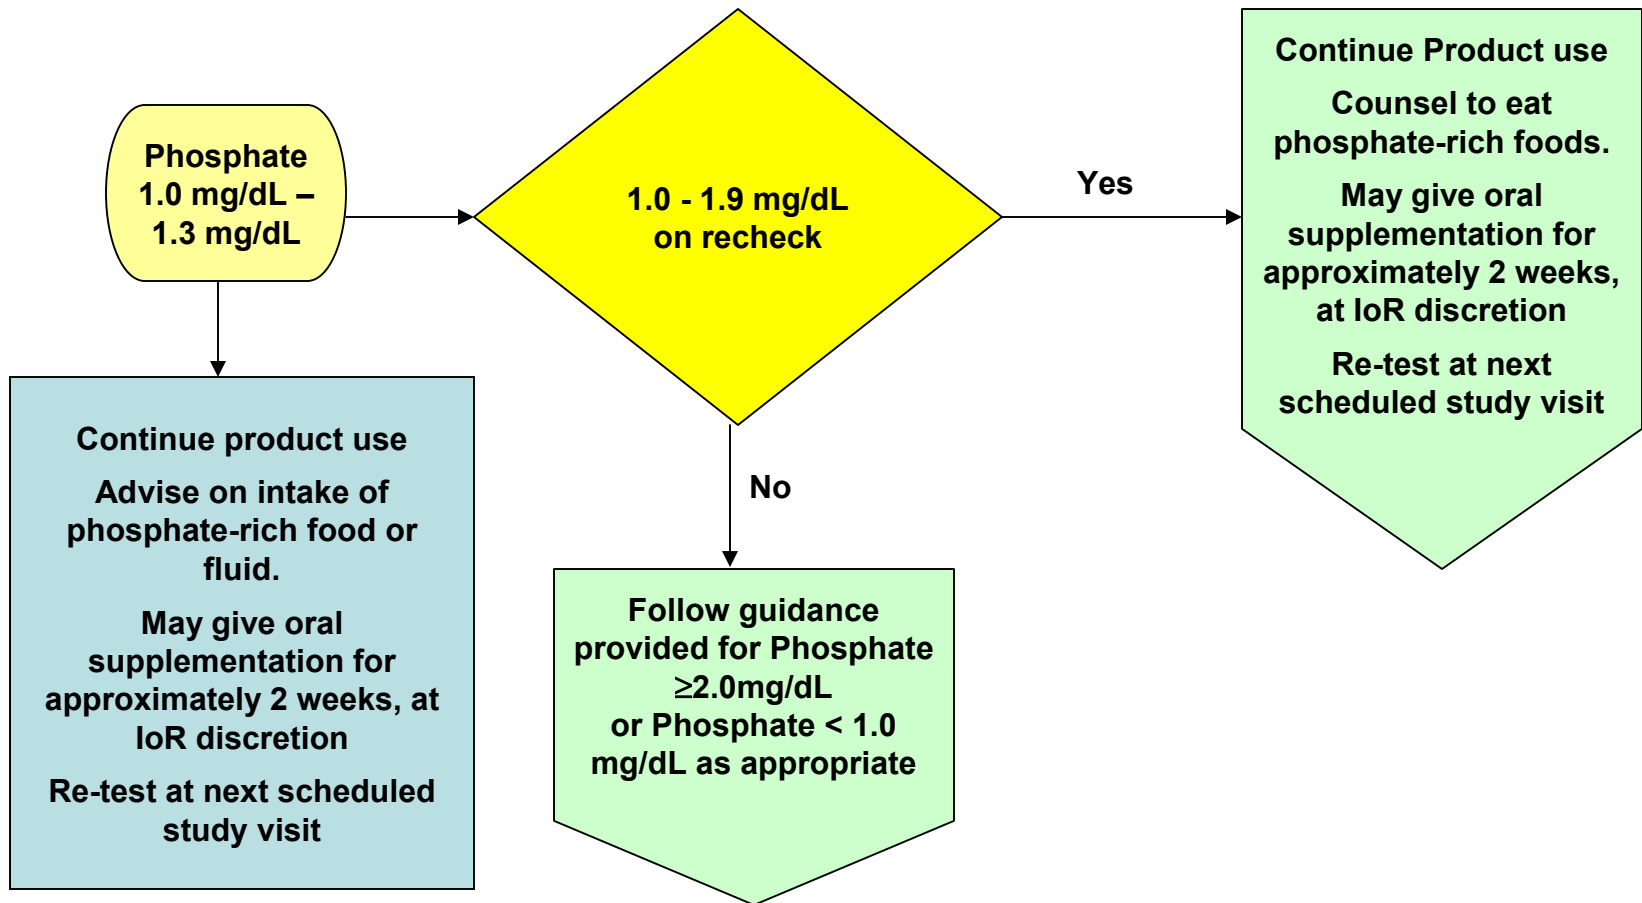 Phosphate
1.0 mg/dL –
1.3 mg/dL
Continue product use
Advise on intake of
phosphate-rich food or
fluid.
May give oral
supplementation for
approximately 2 weeks, at
IoR discretion
Re-test at next scheduled
study visit
1.0 - 1.9 mg/dL
on recheck
Yes
No
Follow guidance
provided for Phosphate
≥2.0mg/dL
or Phosphate < 1.0
mg/dL as appropriate
Continue Product use
Counsel to eat
phosphate-rich foods.
May give oral
supplementation for
approximately 2 weeks,
at IoR discretion
Re-test at next
scheduled study visit